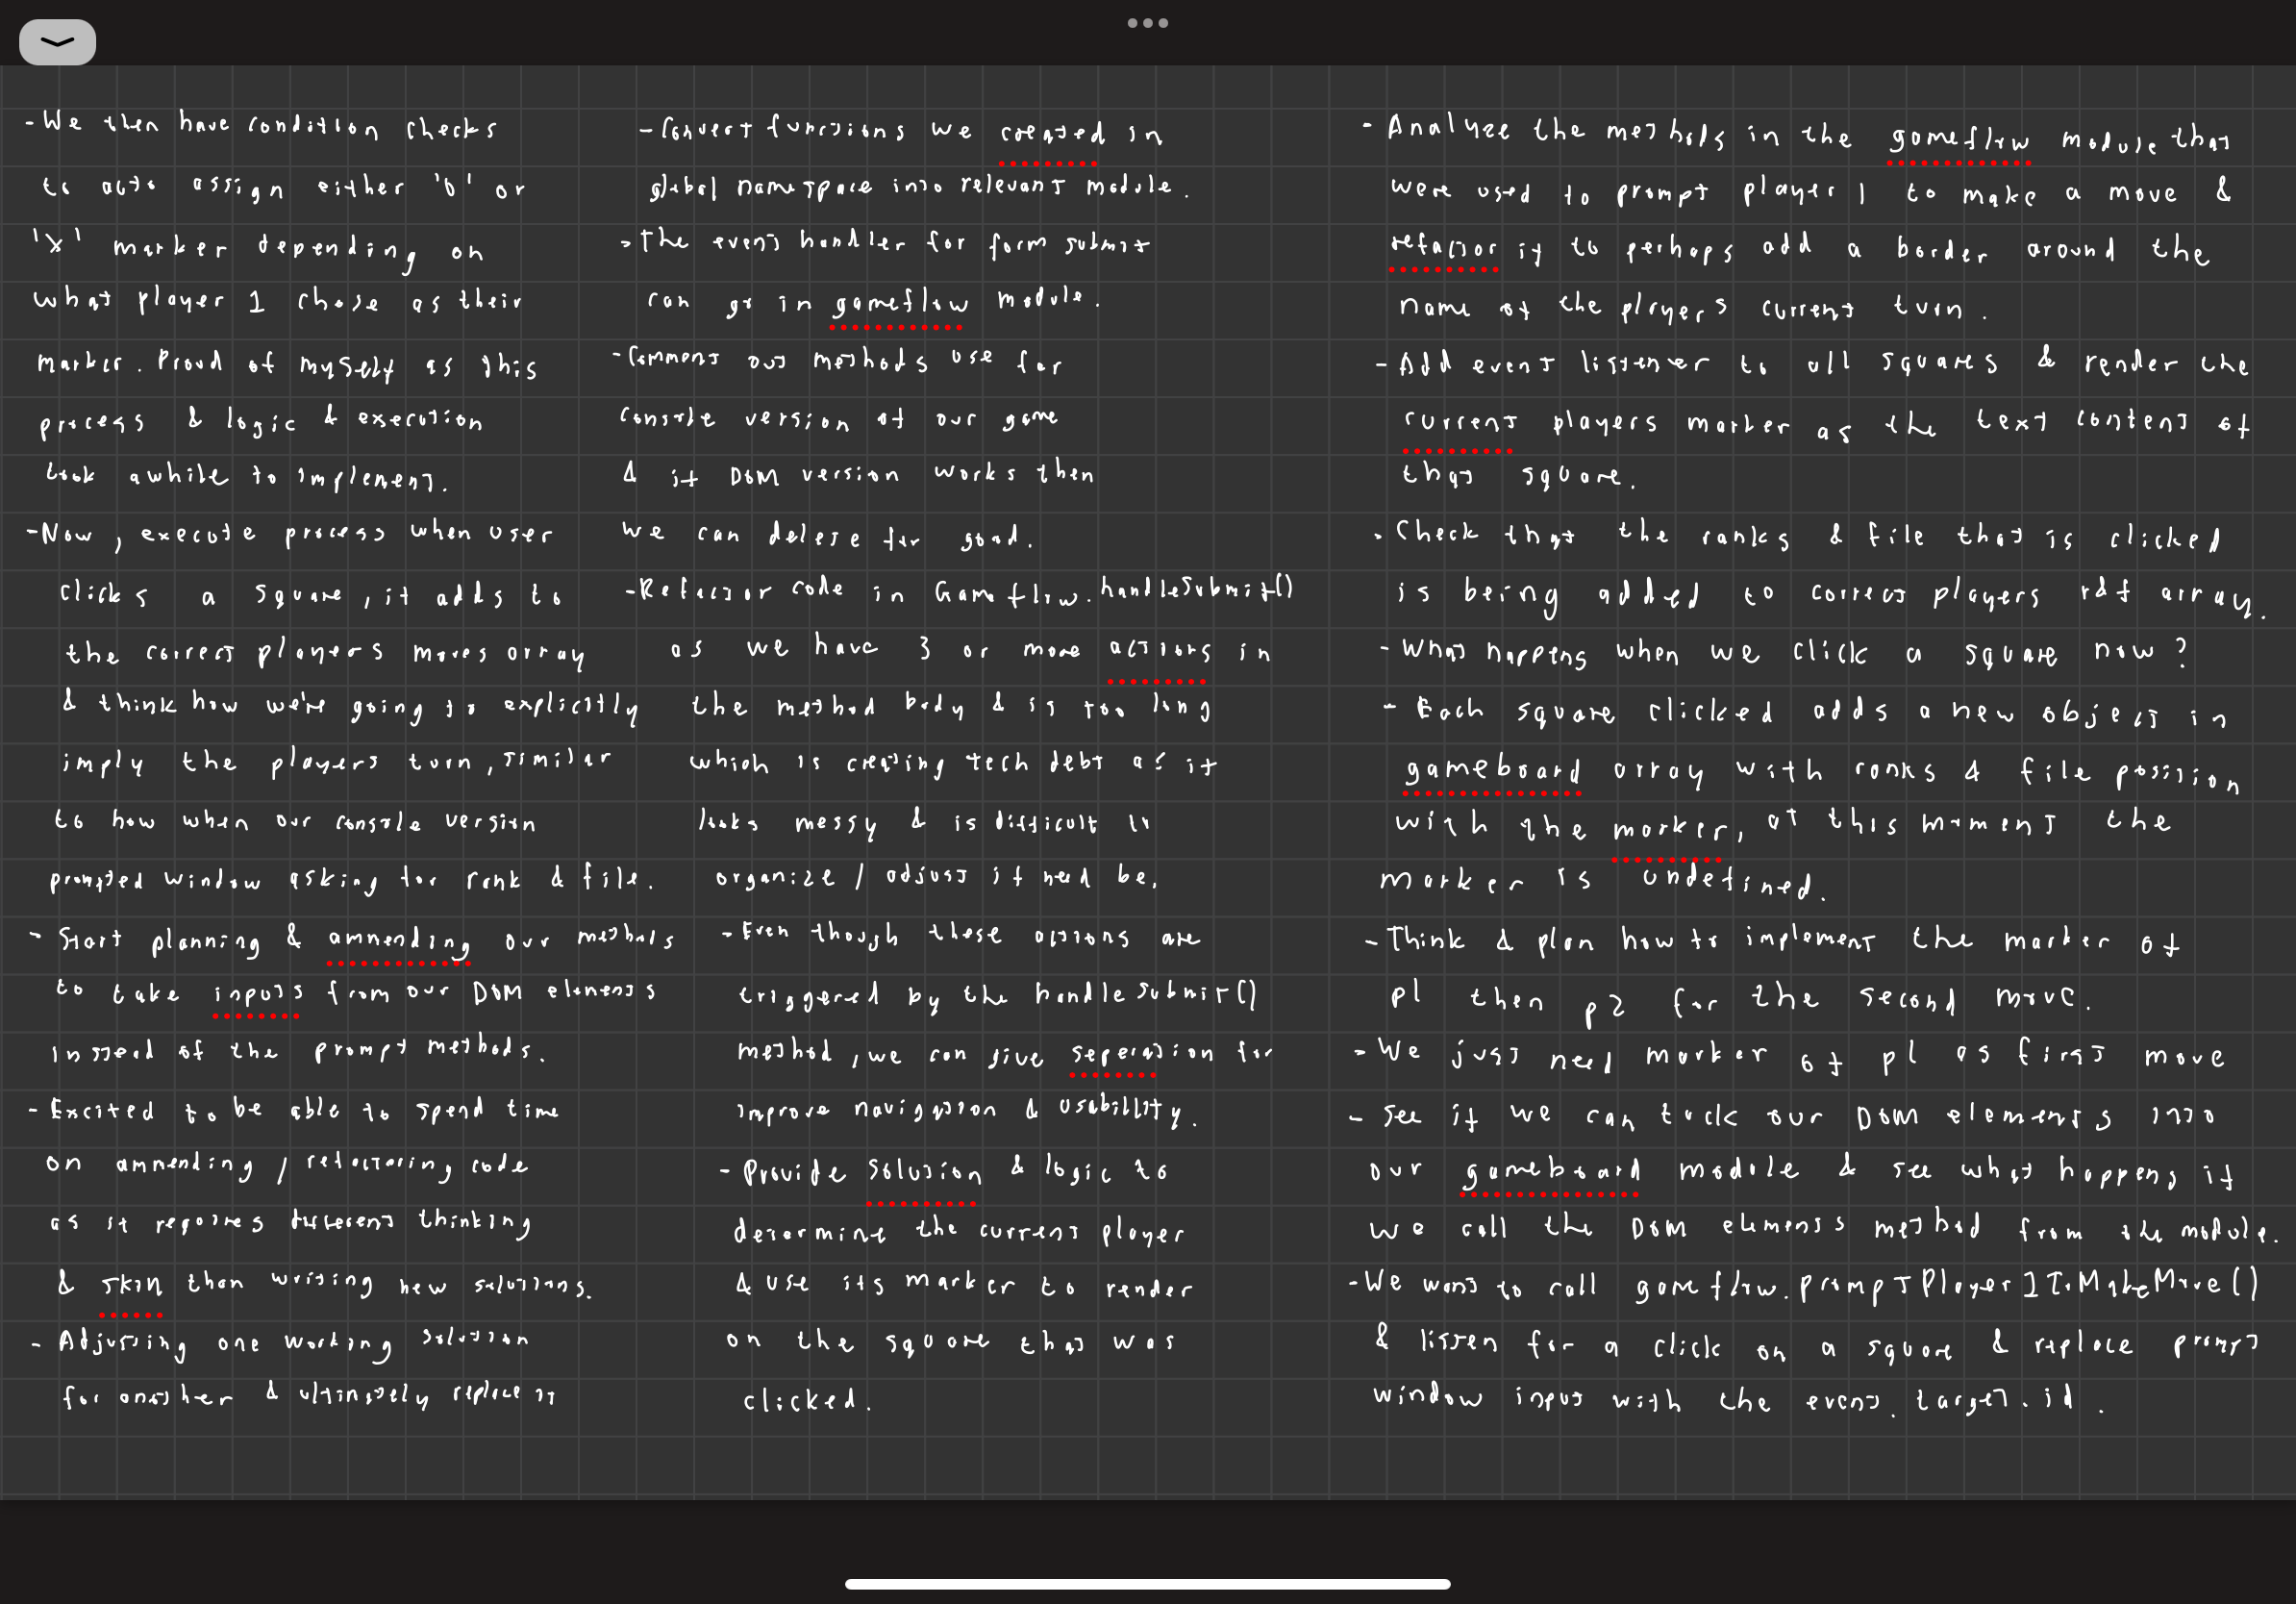 - We then have condition checks
to auto assign either 'O' or
'X' marker depending on
what player 1 chose as their
marker. Proud of myself as this
process & logic & execution
took awhile to implement.
- Now, execute process when user
clicks a square, it adds to
the correct players moves array
& think how we're going to explicitly
imply the players turn, similar
to how when our console version
prompted window asking for rank & file.
- Start planning & amnending our methods
to take inputs from our DOM elements
instead of the prompt methods.
- Excited to be able to spend time
on amnending / refactoring code
as it requires different thinking
& skin than writing new solutions.
- Adjusting one working solution
for another & ultimately replace it
- Convert functions we created in
global namespace into relevant module.
- The event handler for form submit
can go in gameflow module.
- Comment out methods use for
console version of our game
& if DOM version works then
we can delete for good.
- Refactor code in Gameflow.handleSubmit()
as we have 3 or more actions in
the method body & is too long
which is creating tech debt as it
looks messy & is difficult to
organize / adjust if need be.
- Even though these actions are
triggered by the handleSubmit()
method, we can give seperation for
improve navigation & usability.
- Provide solution & logic to
determine the current player
& use its marker to render
on the square that was
clicked.
- Analyze the methods in the gameflow module that
were used to prompt player 1 to make a move &
refactor it to perhaps add a border around the
name of the players current turn.
- Add event listener to all squares & render the
current players marker as the text content of
that square.
- Check that the ranks & file that is clicked
is being added to correct players r&f array.
- What happens when we click a square now?
- Each square clicked adds a new object in
gameboard array with ranks & file position
with the marker, at this moment the
marker is undefined.
- Think & plan how to implement the marker of
p1 then p2 for the second move.
- We just need marker of p1 as first move
- See if we can tuck our DOM elements into
our gameboard module & see what happens if
we call the DOM elements method from the module.
- We want to call gameflow.promptPlayer1ToMakeMove()
& listen for a click on a square & replace prompt
window input with the event.target.id.